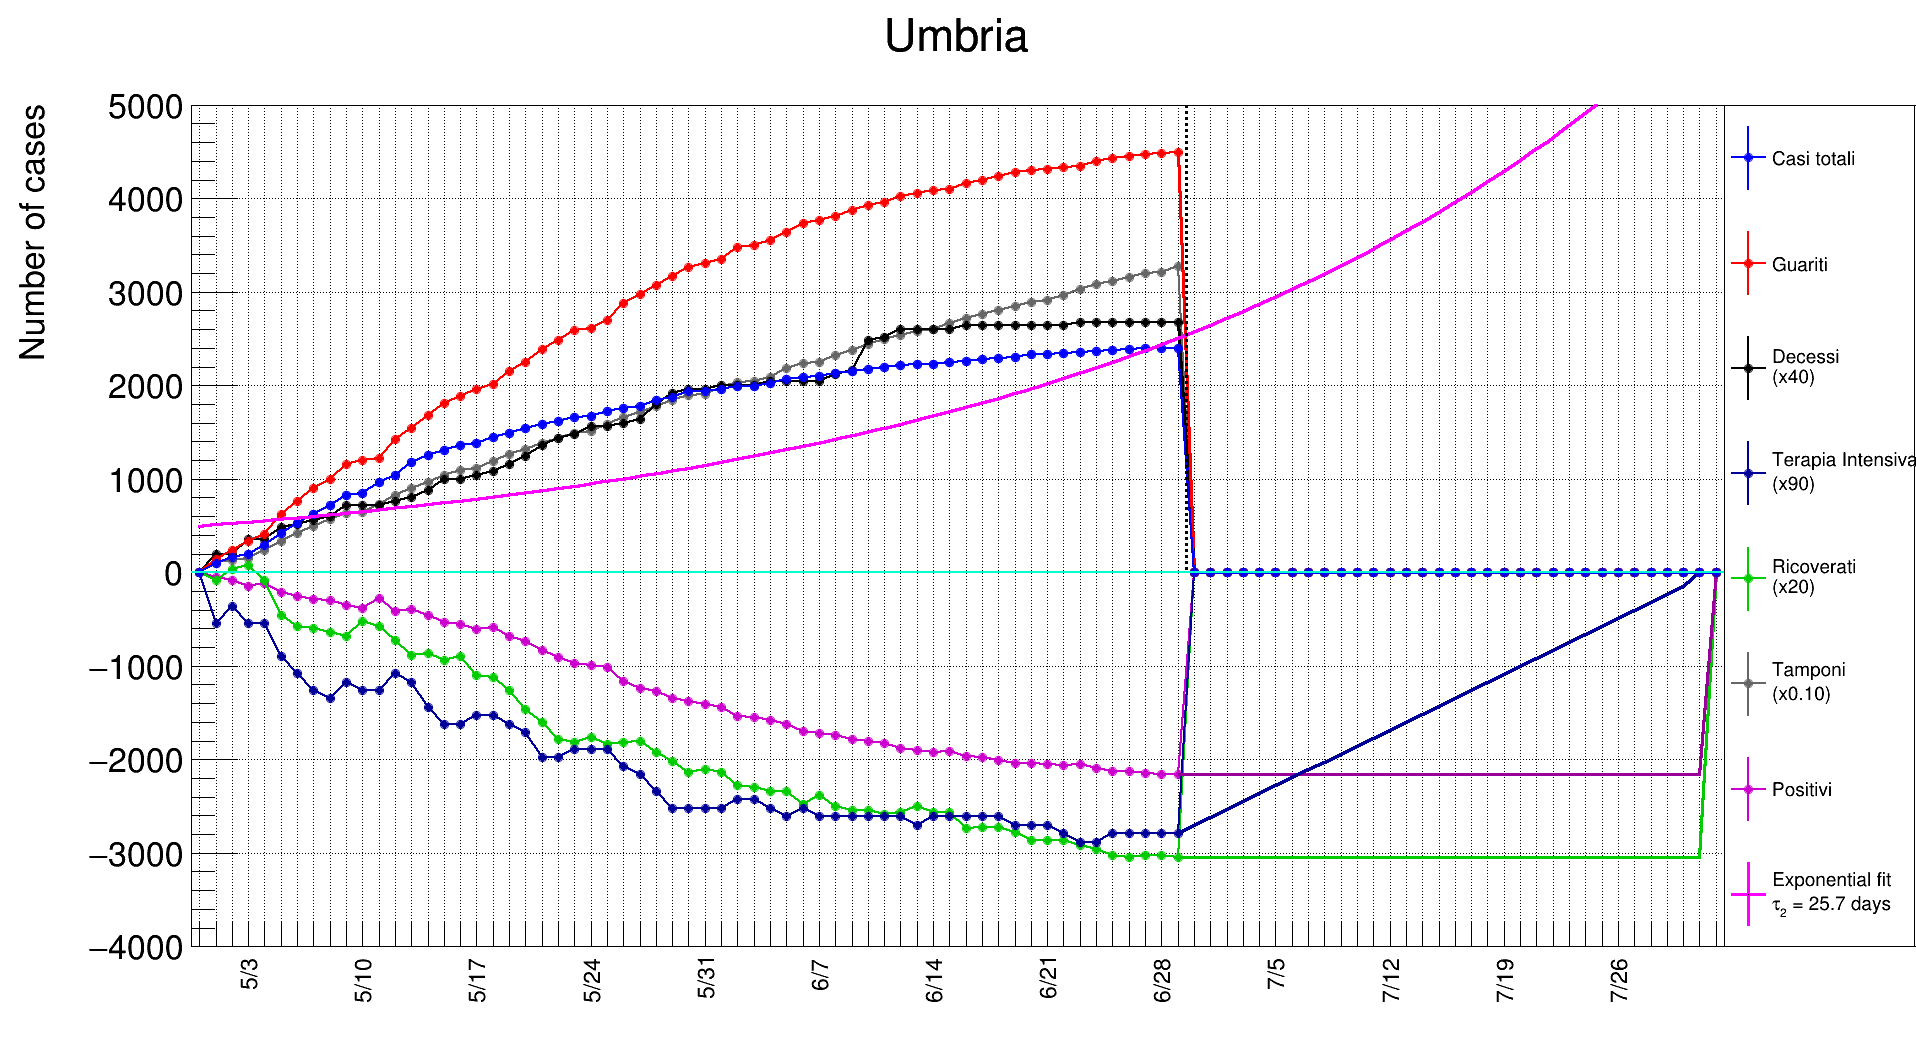 Umbria
Number of cases
5000
4000
3000
2000
1000
0
−1000
−2000
−3000
−4000
5/3
5/10
5/17
5/24
5/31
6/7
6/14
6/21
6/28
7/5
7/12
7/19
7/26
Casi totali
Guariti
Decessi
(x40)
Terapia Intensiva
(x90)
Ricoverati
(x20)
Tamponi
(x0.10)
Positivi
Exponential fit
τ2 = 25.7 days